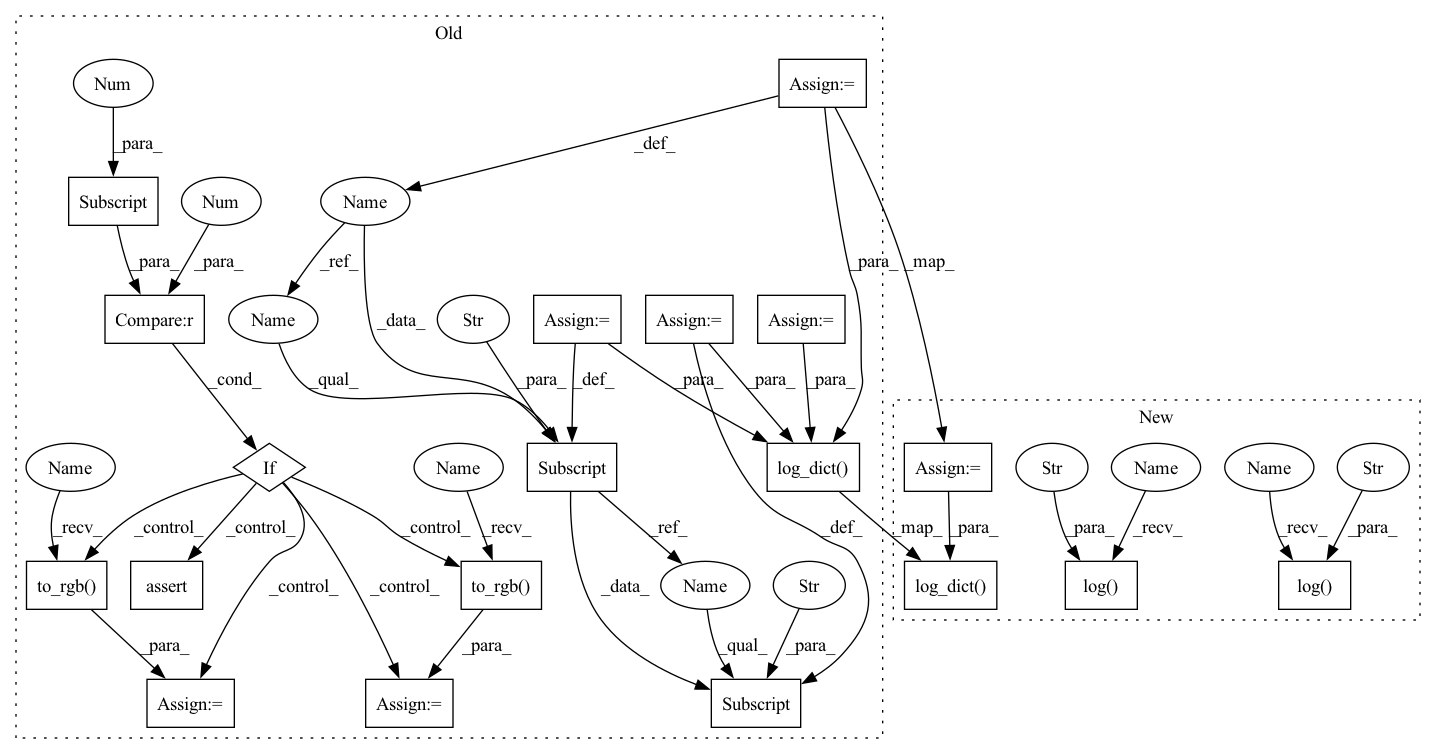 Old
Num
Assign:=
_para_
_def_
Subscript
Num
Name
_para_
_para_
_ref_
_para_
_map_
Compare:r
Name
_data_
Str
Assign:=
Assign:=
Assign:=
_cond_
_qual_
_para_
_def_
_para_
_para_
_para_
New
Name
If
Name
Subscript
log_dict()
Assign:=
Str
Name
Name
Str
_recv_
_control_
_control_
_control_
_recv_
_ref_
_def_
_map_
_para_
_para_
_recv_
_recv_
_para_
to_rgb()
assert
_control_
_control_
to_rgb()
_data_
Name
Str
log_dict()
log()
log()
_para_
_para_
_qual_
_para_
Assign:=
Assign:=
Subscript